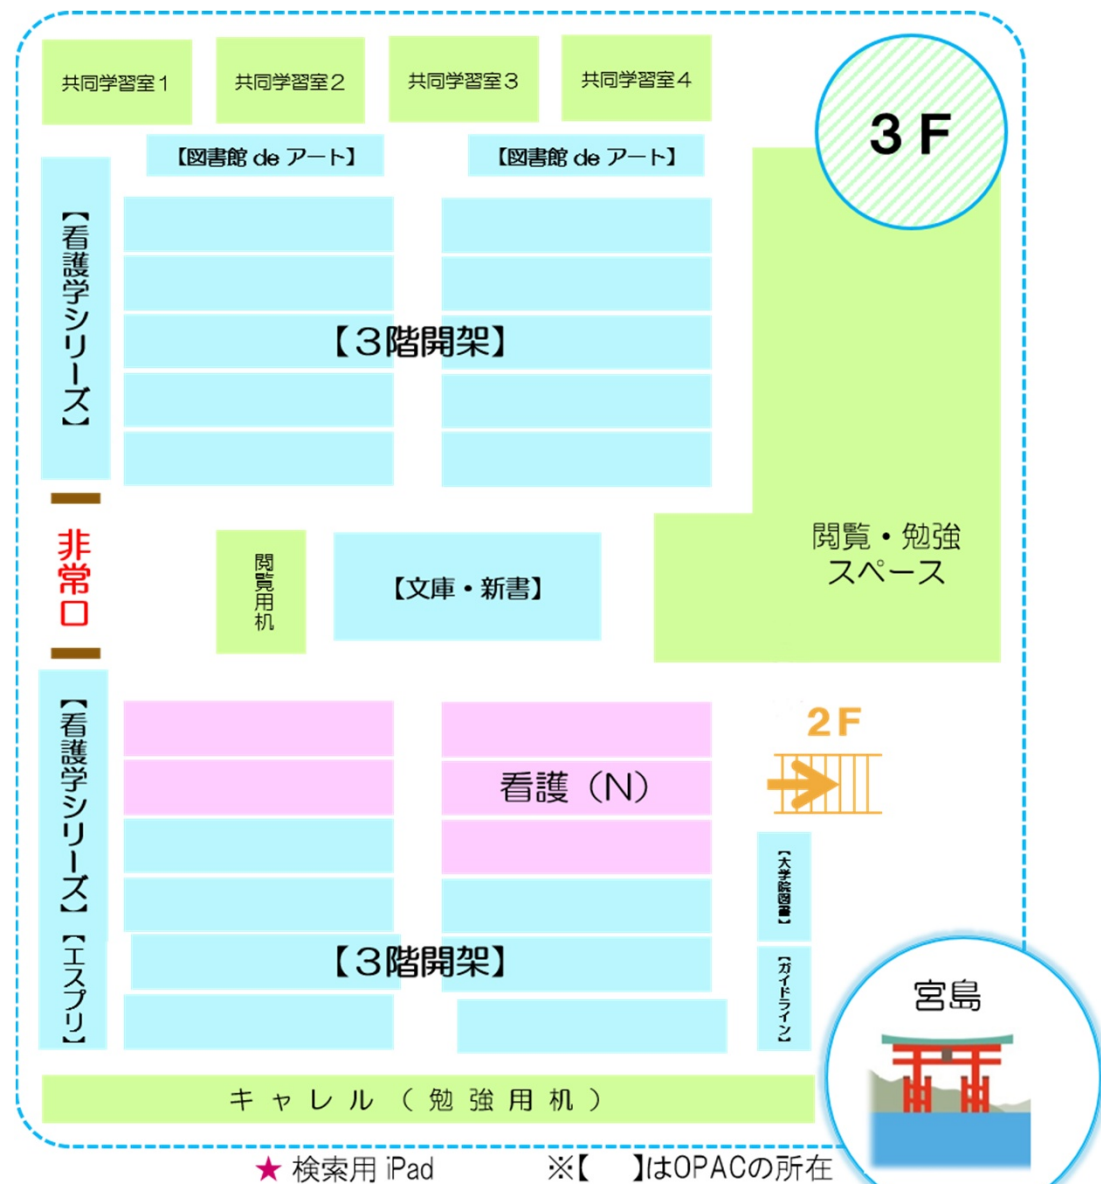 共同学習室1
共同学習室2
共同学習室3
共同学習室4
3F
【図書館 de アート】
【図書館 de アート】
【看護学シリーズ】
【3階開架】
非常口
閲覧用机
【文庫・新書】
閲覧・勉強
スペース
【看護学シリーズ】
【エスプリ】
看護(N)
2F
【大学院図書】
【3階開架】
【ガイドライン】
宮島
キャレル(勉強用机)
★ 検索用 iPad
※【 】はOPACの所在